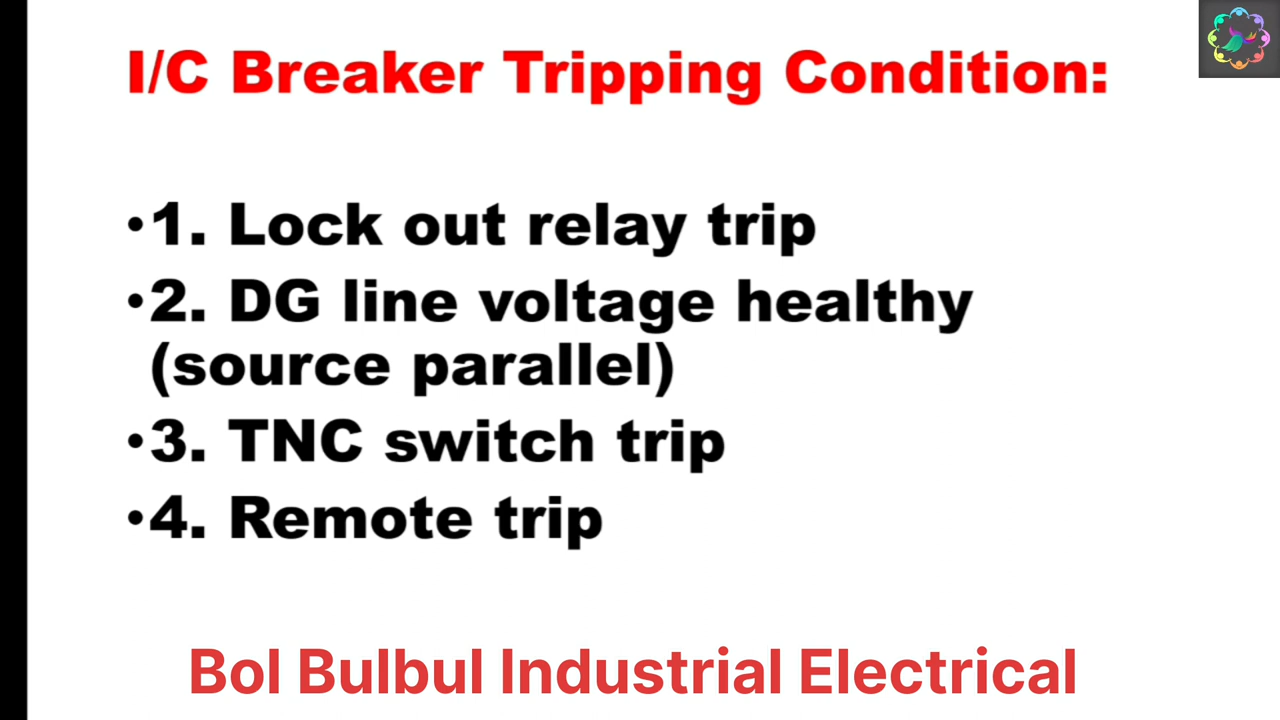 I/C Breaker Tripping Condition:
•1. Lock out relay trip
•2. DG line voltage healthy
(source parallel)
•3. TNC switch trip
•4. Remote trip
Bol Bulbul Industrial Electrical